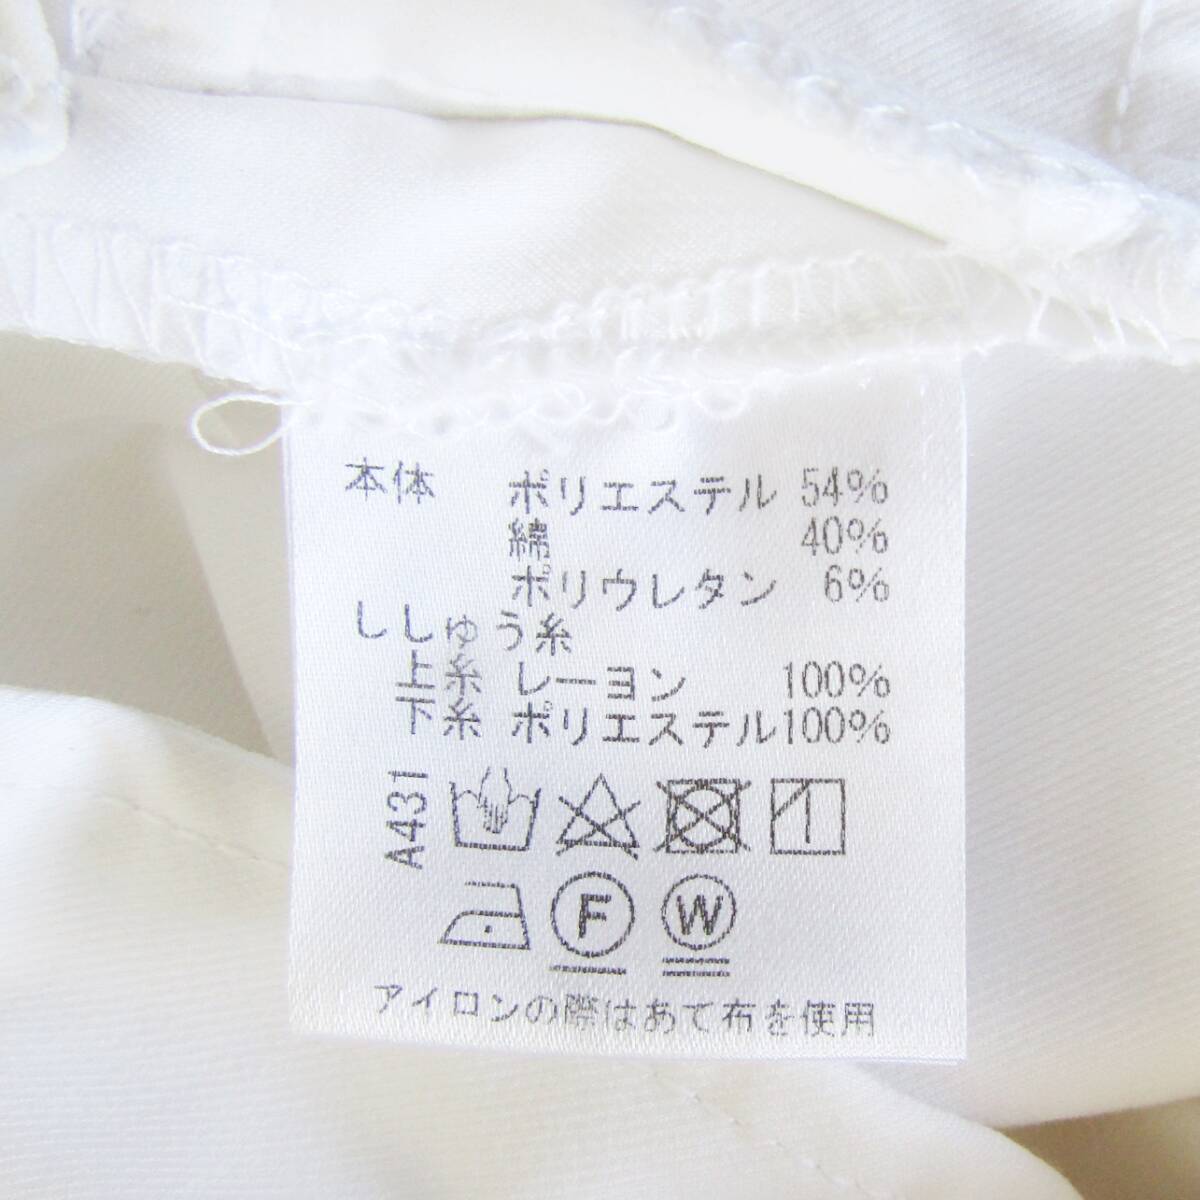 本体 ポリエステル 54%
綿 40%
ポリウレタン 6%
ししゅう糸
上糸 レーヨン 100%
下糸 ポリエステル100%
A431
F W
アイロンの際はあて布を使用